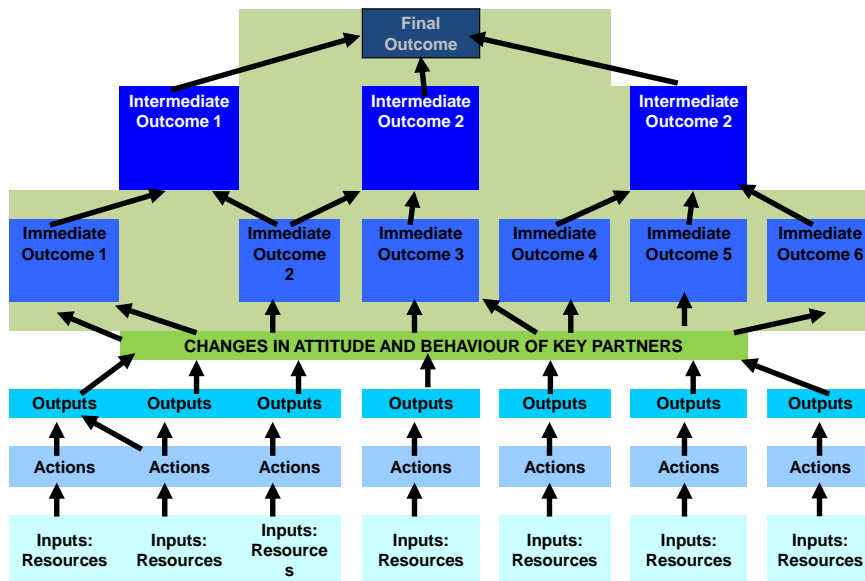 Final
Outcome
Intermediate
Outcome 1
Intermediate
Outcome 2
Intermediate
Outcome 2
Immediate
Outcome 1
Immediate
Outcome
2
Immediate
Outcome 3
Immediate
Outcome 4
Immediate
Outcome 5
Immediate
Outcome 6
CHANGES IN ATTITUDE AND BEHAVIOUR OF KEY PARTNERS
Outputs
Outputs
Outputs
Outputs
Outputs
Outputs
Outputs
Actions
Actions
Actions
Actions
Actions
Actions
Actions
Inputs:
Resources
Inputs:
Resources
Inputs:
Resource
s
Inputs:
Resources
Inputs:
Resources
Inputs:
Resources
Inputs:
Resources